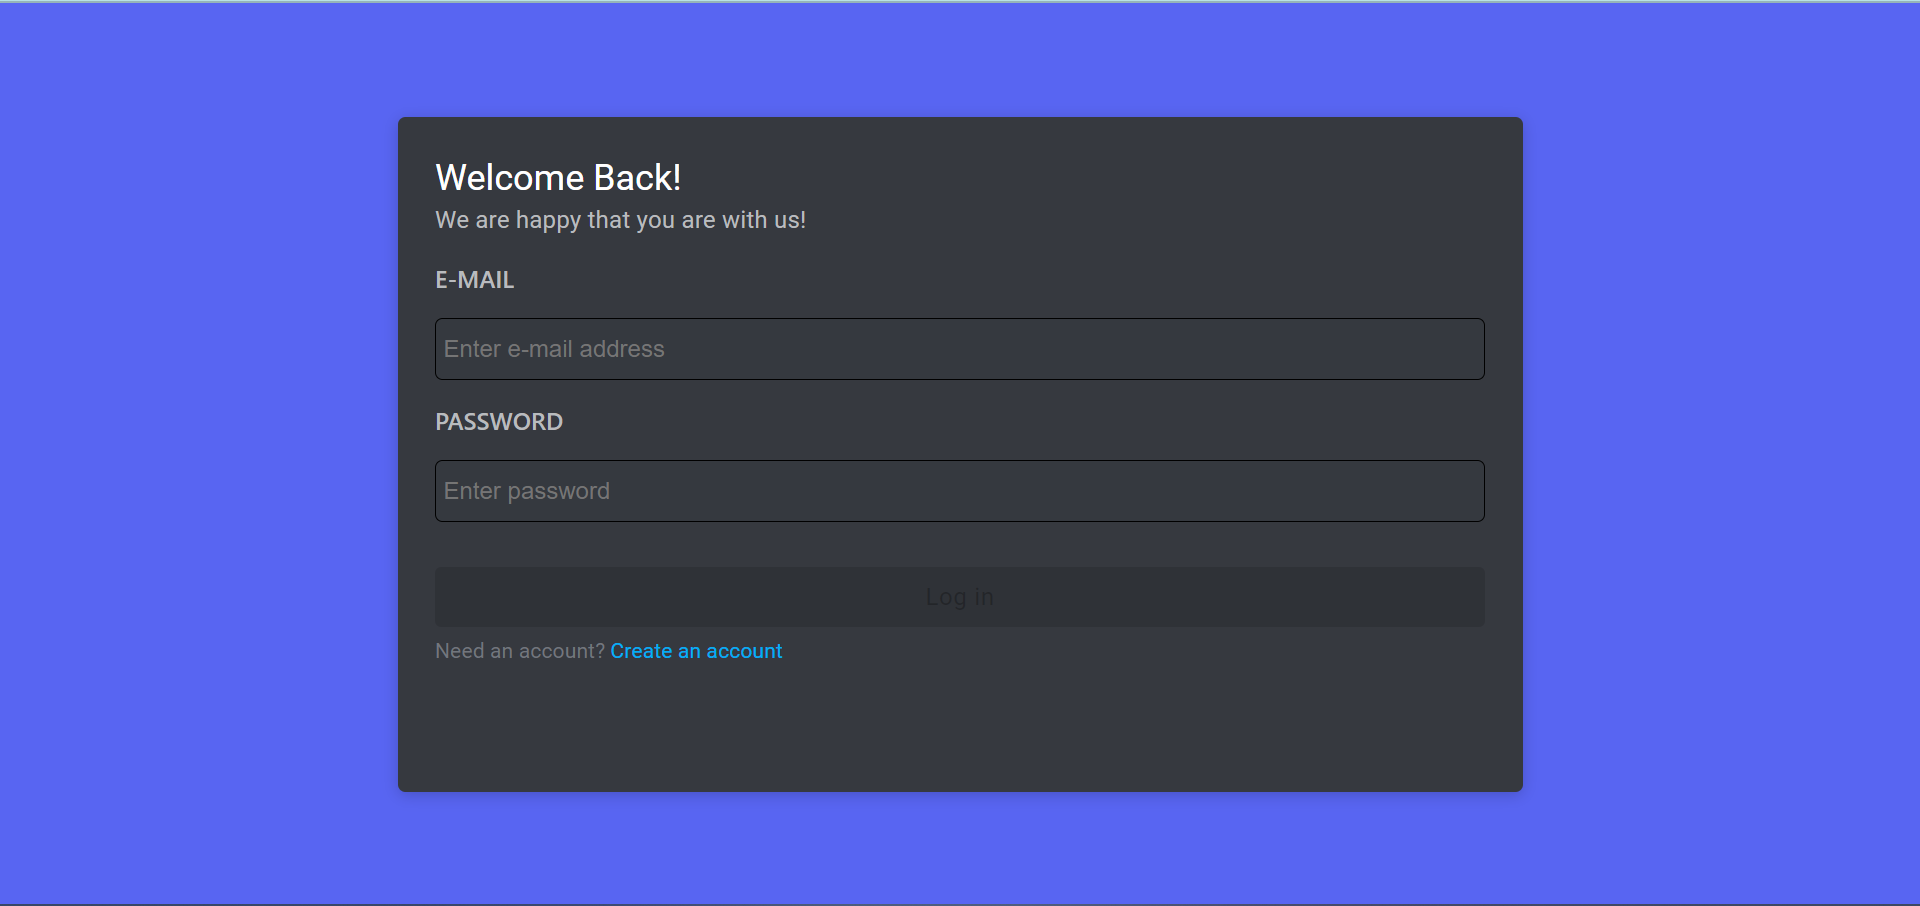 Welcome Back!
We are happy that you are with us!
E-MAIL
Enter e-mail address
PASSWORD
Enter password
Log in
Need an account? Create an account